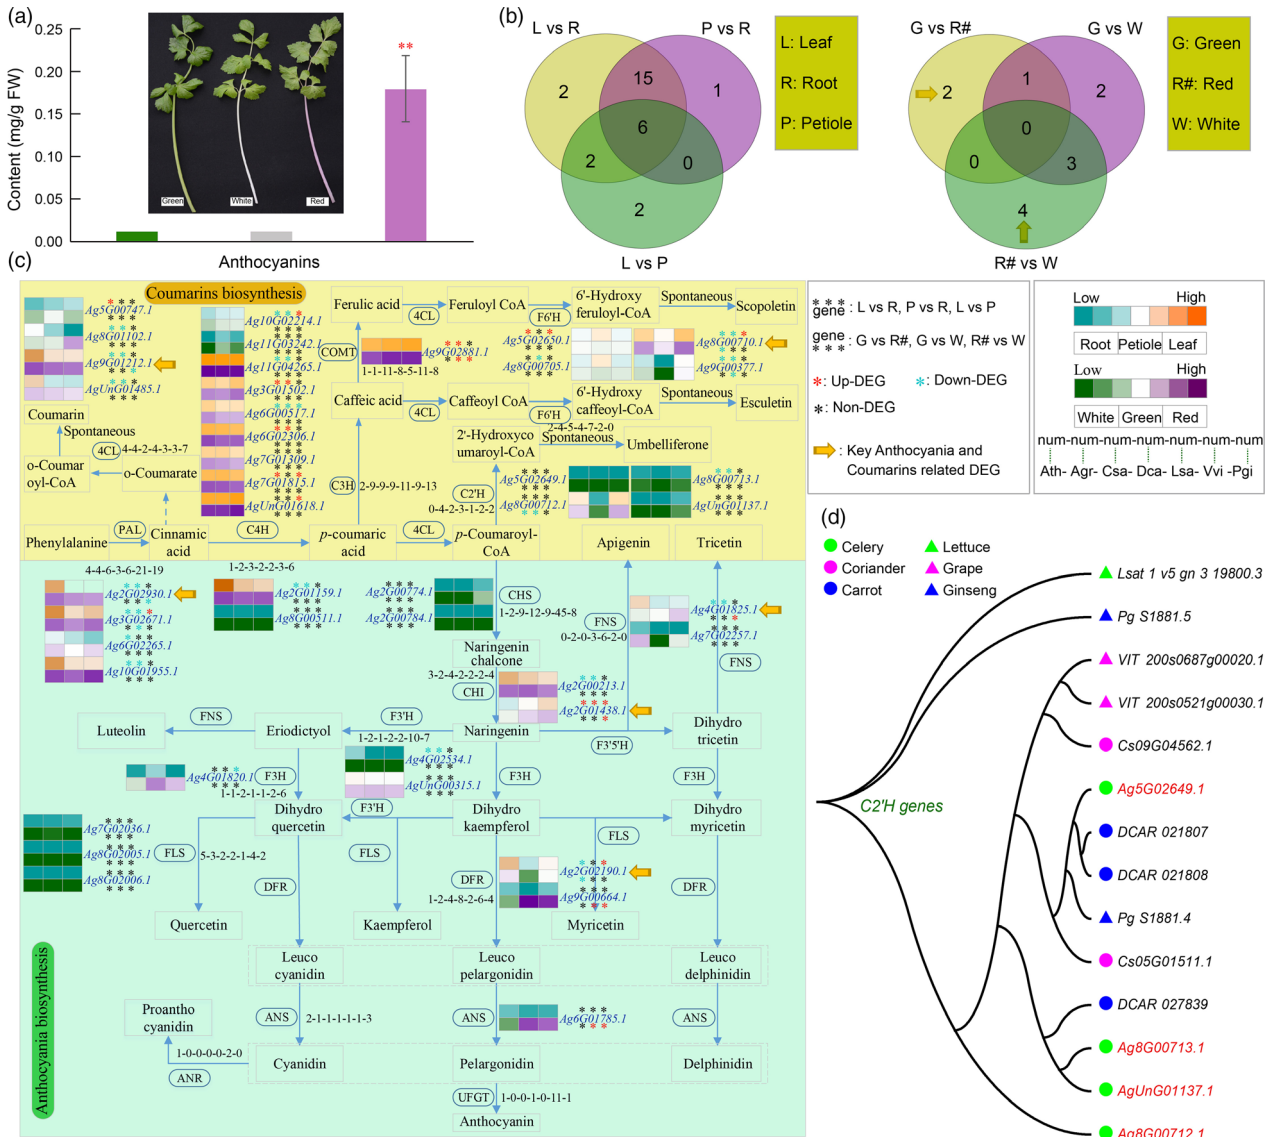 (a)
0.25
0.20
0.15
0.10
0.05
0.00
Content (mg/g FW)
**
Green
White
Red
Anthocyanins
(b)
L vs R
P vs R
2
15
1
6
2
0
2
L vs P
L: Leaf
R: Root
P: Petiole
G vs R#
G vs W
2
1
2
0
0
3
4
R# vs W
G: Green
R#: Red
W: White
(c)
Coumarins biosynthesis
Ag5G00747.1
Ag8G01102.1
Ag9G01212.1
AgUnG01485.1
Coumarin
Spontaneous
4CL
4-4-2-4-3-3-7
o-Coumar
oyl-CoA
o-Coumarate
Ag10G02214.1
Ag11G03242.1
Ag11G04265.1
Ag3G01502.1
Ag6G00517.1
Ag6G02306.1
Ag7G01309.1
Ag7G01815.1
AgUnG01618.1
Ferulic acid
4CL
Feruloyl CoA
F6'H
6'-Hydroxy
feruloyl-CoA
Spontaneous
Scopoletin
COMT
Ag9G02881.1
1-1-11-8-5-11-8
Ag5G02650.1
Ag8G00705.1
Ag8G00710.1
Ag9G00377.1
Caffeic acid
4CL
Caffeoyl CoA
F6'H
6'-Hydroxy
caffeoyl-CoA
Spontaneous
Esculetin
2-4-5-4-7-2-0
2'-Hydroxyco
umaroyl-CoA
Spontaneous
Umbelliferone
C3H
2-9-9-9-11-9-13
C2'H
0-4-2-3-1-2-2
Ag5G02649.1
Ag8G00712.1
Ag8G00713.1
AgUnG01137.1
Phenylalanine
PAL
Cinnamic
acid
C4H
p-coumaric
acid
4CL
p-Coumaroyl-
CoA
Apigenin
Tricetin
4-4-6-3-6-21-19
1-2-3-2-2-3-6
Ag2G02930.1
Ag3G02671.1
Ag6G02265.1
Ag10G01955.1
Ag2G01159.1
Ag8G00511.1
Ag2G00774.1
Ag2G00784.1
CHS
1-2-9-12-9-45-8
FNS
0-2-0-3-6-2-0
Ag4G01825.1
Ag7G02257.1
FNS
Naringenin
chalcone
3-2-4-2-2-2-4
CHI
Ag2G00213.1
Ag2G01438.1
Luteolin
FNS
Eriodictyol
F3'H
1-2-1-2-2-10-7
Naringenin
F3'5'H
Dihydro
tricetin
Ag4G01820.1
F3H
1-1-2-1-1-2-6
Ag4G02534.1
AgUnG00315.1
F3H
F3H
Ag7G02036.1
Ag8G02005.1
Ag8G02006.1
Dihydro
quercetin
F3'H
Dihydro
kaempferol
Dihydro
myricetin
FLS
5-3-2-2-1-4-2
FLS
FLS
DFR
DFR
1-2-4-8-2-6-4
Ag2G02190.1
Ag9G00664.1
DFR
Quercetin
Kaempferol
Myricetin
Leuco
cyanidin
Leuco
pelargonidin
Leuco
delphinidin
Proantho
cyanidin
ANS
2-1-1-1-1-1-3
ANS
Ag6G01785.1
ANS
1-0-0-0-0-2-0
ANR
Cyanidin
Pelargonidin
Delphinidin
UFGT
1-0-0-1-0-11-1
Anthocyanin
Anthocyania biosynthesis
* * *
gene : L vs R, P vs R, L vs P
gene
* * * : G vs R#, G vs W, R# vs W
*: Up-DEG
*: Down-DEG
*: Non-DEG
: Key Anthocyania and
Coumarins related DEG
Low
High
Root
Petiole
Leaf
Low
High
White
Green
Red
num-num-num-num-num-num-num
Ath- Agr- Csa- Dca- Lsa- Vvi -Pgi
(d)
Celery
Coriander
Carrot
Lettuce
Grape
Ginseng
C2'H genes
Lsat 1 v5 gn 3 19800.3
Pg S1881.5
VIT 200s0687g00020.1
VIT 200s0521g00030.1
Cs09G04562.1
Ag5G02649.1
DCAR 021807
DCAR 021808
Pg S1881.4
Cs05G01511.1
DCAR 027839
Ag8G00713.1
AgUnG01137.1
Ag8G00712.1